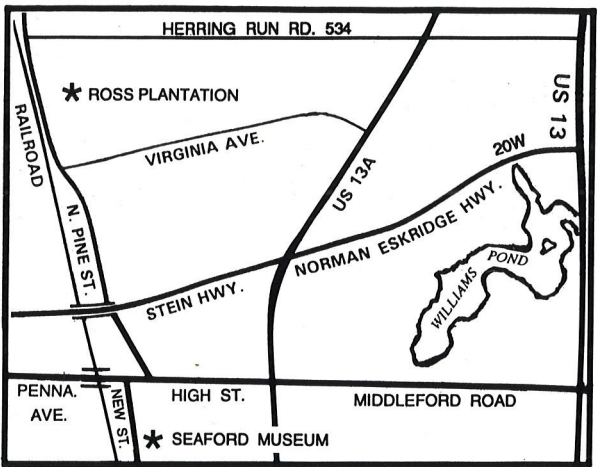 HERRING RUN RD. 534
ROSS PLANTATION
RAILROAD
VIRGINIA AVE.
US 13A
US 13
20W
N. PINE ST.
STEIN HWY.
NORMAN ESKRIDGE HWY.
WILLIAMS POND
PENNA.
AVE.
NEW ST.
HIGH ST.
MIDDLEFORD ROAD
SEAFORD MUSEUM